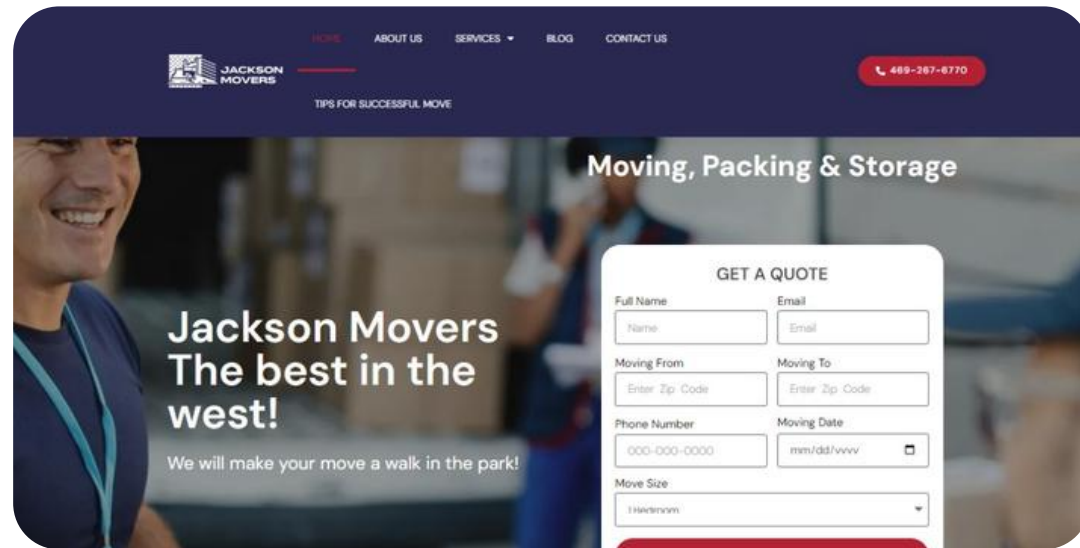 HOME
ABOUT US
SERVICES
BLOG
CONTACT US
JACKSON
MOVERS
469-267-6770
TIPS FOR SUCCESSFUL MOVE
Moving, Packing & Storage
Jackson Movers
The best in the
west!
We will make your move a walk in the park!
GET A QUOTE
Full Name
Email
Name
Email
Moving From
Moving To
Enter Zip Code
Enter Zip Code
Phone Number
Moving Date
000-000-0000
mm/dd/yyyy
Move Size
1 Bedroom